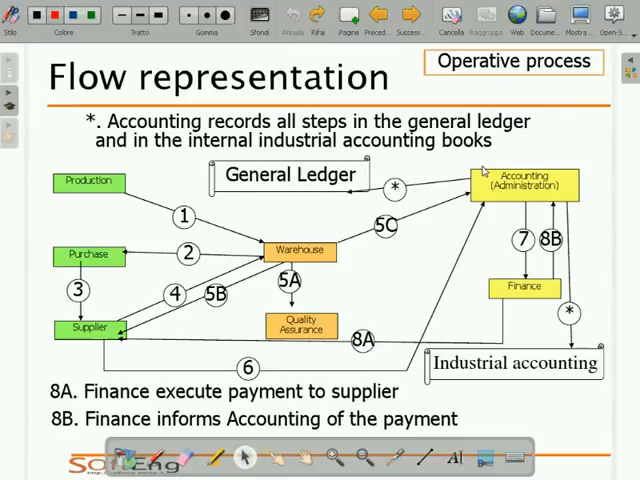 Stilo
Colori
Tratto
Gomma
Sfondi
Annulla
Rifai
Pagine
Preced...
Success...
Cancella
Raggruppa
Web
Docume...
Mostra ...
Open-S...
Operative process
Flow representation
*. Accounting records all steps in the general ledger
and in the internal industrial accounting books
General Ledger
Accounting
(Administration)
Production
*
1
5C
Warehouse
Purchase
2
7
8B
3
4
5B
5A
Finance
Supplier
Quality
Assurance
8A
*
6
Industrial accounting
8A. Finance execute payment to supplier
8B. Finance informs Accounting of the payment
SoftEng